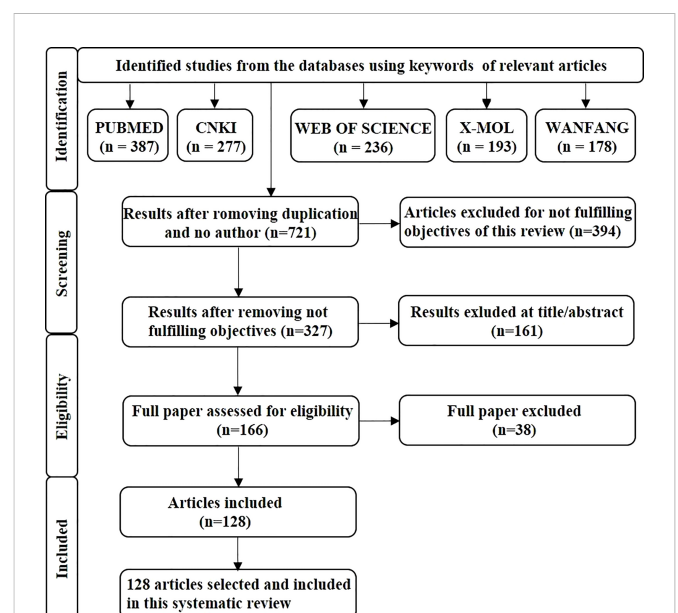 Identification
Identified studies from the databases using keywords of relevant articles
PUBMED
(n = 387)
CNKI
(n = 277)
WEB OF SCIENCE
(n = 236)
X-MOL
(n = 193)
WANFANG
(n = 178)
Screening
Results after romoving duplication
and no author (n=721)
Articles excluded for not fulfilling
objectives of this review (n=394)
Results after removing not
fulfilling objectives (n=327)
Results exluded at title/abstract
(n=161)
Eligibility
Full paper assessed for eligibility
(n=166)
Full paper excluded
(n=38)
Included
Articles included
(n=128)
128 articles selected and included
in this systematic review